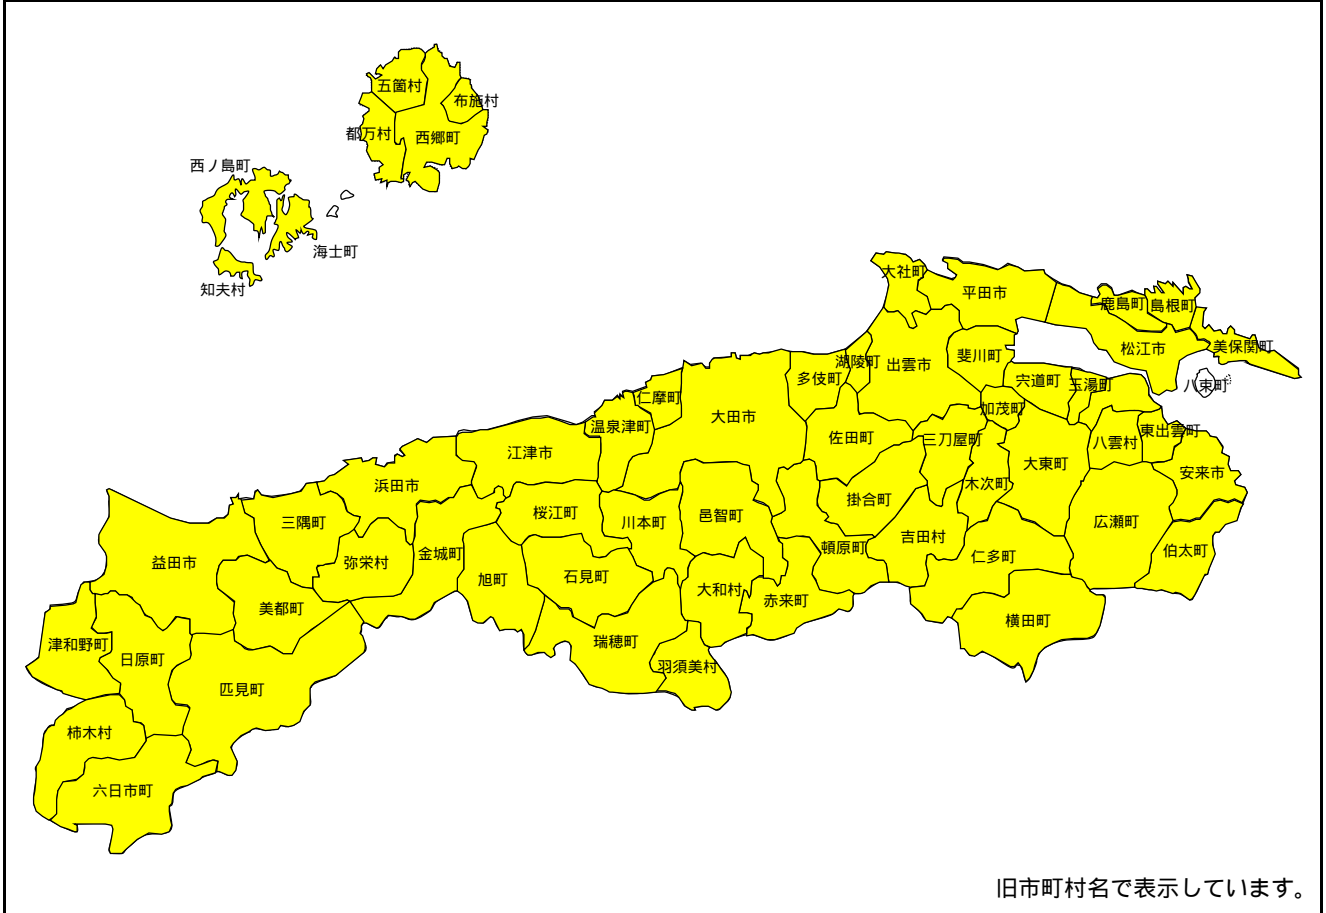 五箇村
布施村
都万村
西郷町
西ノ島町
海士町
知夫村
大社町
平田市
鹿島町
島根町
松江市
美保関町
湖陵町
出雲市
斐川町
多伎町
宍道町
玉湯町
八束町
仁摩町
加茂町
大田市
温泉津町
佐田町
三刀屋町
東出雲町
八雲村
江津市
大東町
安来市
浜田市
木次町
掛合町
桜江町
川本町
邑智町
広瀬町
三隅町
吉田村
頓原町
伯太町
金城町
仁多町
益田市
弥栄村
旭町
石見町
大和村
赤来町
美都町
横田町
津和野町
瑞穂町
日原町
羽須美村
匹見町
柿木村
六日市町
旧市町村名で表示しています。